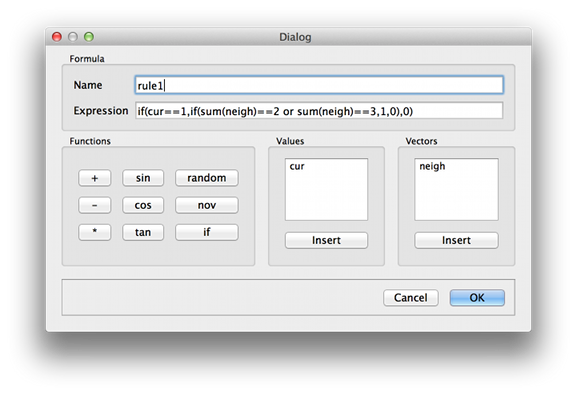 Dialog
Formula
Name rule1
Expression if(cur==1,if(sum(neigh)==2 or sum(neigh)==3,1,0),0)
Functions Values Vectors
+ sin random
- cos nov
* tan if
cur
Insert
neigh
Insert
Cancel OK